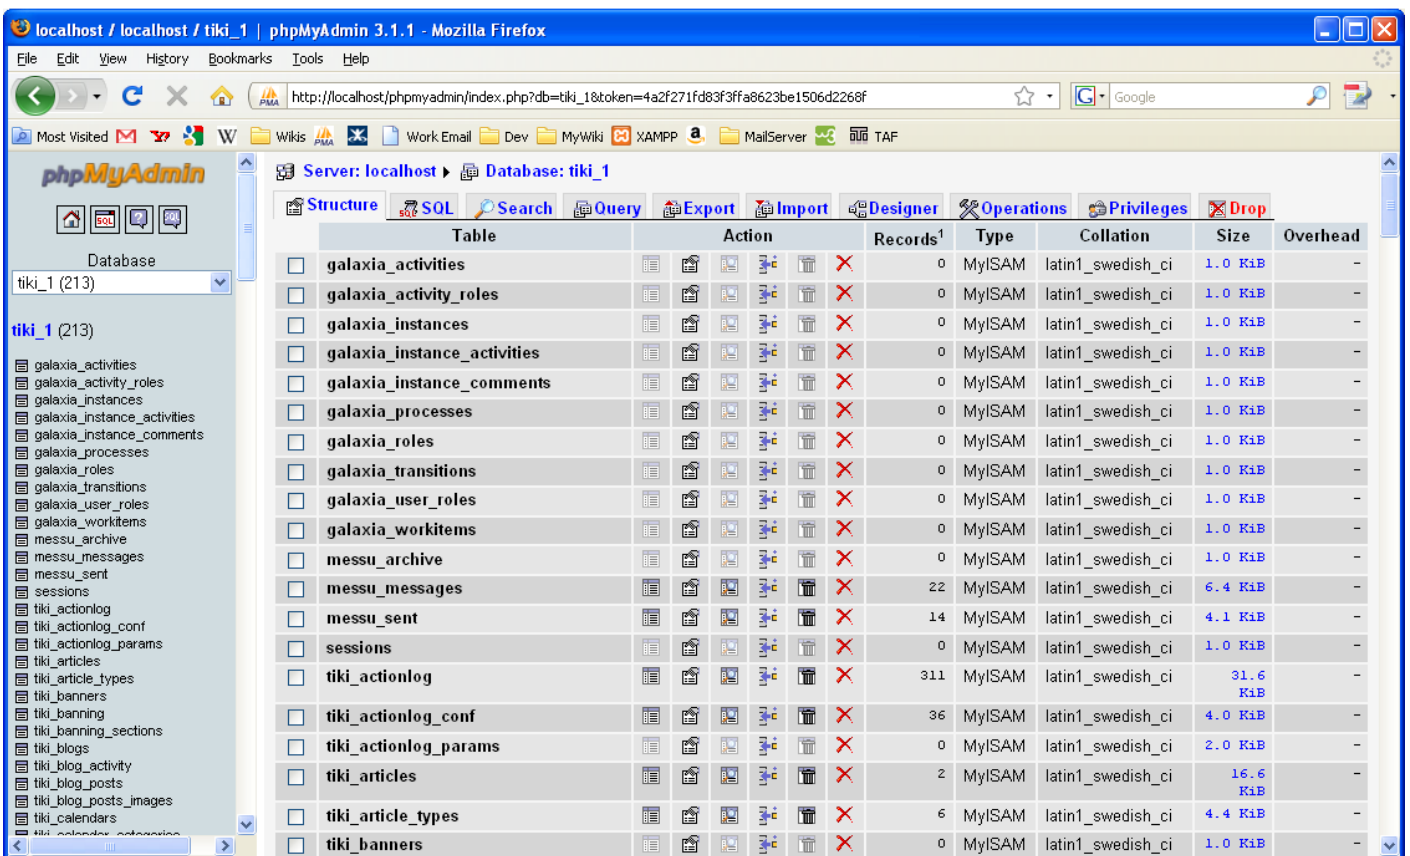 localhost / localhost / tiki_1 | phpMyAdmin 3.1.1 - Mozilla Firefox
File Edit View History Bookmarks Tools Help
http://localhost/phpmyadmin/index.php?db=tiki_1&token=4a2f271fd83f3ffa8623be1506d2268f
Google
Most Visited Wikis Work Email Dev MyWiki XAMPP MailServer TAF
phpMyAdmin
Database
tiki_1 (213)
tiki_1 (213)
galaxia_activities
galaxia_activity_roles
galaxia_instances
galaxia_instance_activities
galaxia_instance_comments
galaxia_processes
galaxia_roles
galaxia_transitions
galaxia_user_roles
galaxia_workitems
messu_archive
messu_messages
messu_sent
sessions
tiki_actionlog
tiki_actionlog_conf
tiki_actionlog_params
tiki_articles
tiki_article_types
tiki_banners
tiki_banning
tiki_banning_sections
tiki_blogs
tiki_blog_activity
tiki_blog_posts
tiki_blog_posts_images
tiki_calendars
Server: localhost Database: tiki_1
Structure SQL Search Query Export Import Designer Operations Privileges Drop
Table Action Records1 Type Collation Size Overhead
galaxia_activities 0 MyISAM latin1_swedish_ci 1.0 KiB -
galaxia_activity_roles 0 MyISAM latin1_swedish_ci 1.0 KiB -
galaxia_instances 0 MyISAM latin1_swedish_ci 1.0 KiB -
galaxia_instance_activities 0 MyISAM latin1_swedish_ci 1.0 KiB -
galaxia_instance_comments 0 MyISAM latin1_swedish_ci 1.0 KiB -
galaxia_processes 0 MyISAM latin1_swedish_ci 1.0 KiB -
galaxia_roles 0 MyISAM latin1_swedish_ci 1.0 KiB -
galaxia_transitions 0 MyISAM latin1_swedish_ci 1.0 KiB -
galaxia_user_roles 0 MyISAM latin1_swedish_ci 1.0 KiB -
galaxia_workitems 0 MyISAM latin1_swedish_ci 1.0 KiB -
messu_archive 0 MyISAM latin1_swedish_ci 1.0 KiB -
messu_messages 22 MyISAM latin1_swedish_ci 6.4 KiB -
messu_sent 14 MyISAM latin1_swedish_ci 4.1 KiB -
sessions 0 MyISAM latin1_swedish_ci 1.0 KiB -
tiki_actionlog 311 MyISAM latin1_swedish_ci 31.6 -
KiB
tiki_actionlog_conf 36 MyISAM latin1_swedish_ci 4.0 KiB -
tiki_actionlog_params 0 MyISAM latin1_swedish_ci 2.0 KiB -
tiki_articles 2 MyISAM latin1_swedish_ci 16.6 -
KiB
tiki_article_types 6 MyISAM latin1_swedish_ci 4.4 KiB -
tiki_banners 0 MyISAM latin1_swedish_ci 1.0 KiB -